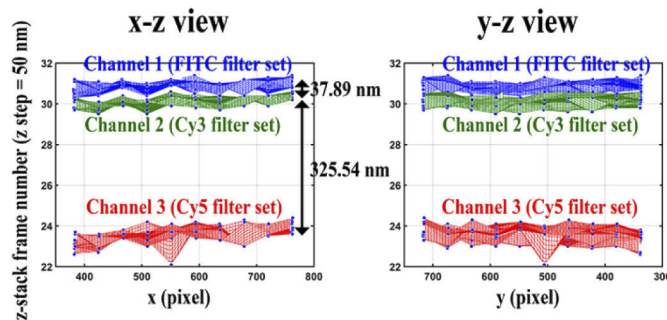 x-z view
y-z view
z-stack frame number (z step = 50 nm)
32
30
28
26
24
22
Channel 1 (FITC filter set)
37.89 nm
Channel 2 (Cy3 filter set)
325.54 nm
Channel 3 (Cy5 filter set)
400 500 600 700 800
x (pixel)
32
30
28
26
24
22
Channel 1 (FITC filter set)
Channel 2 (Cy3 filter set)
Channel 3 (Cy5 filter set)
700 600 500 400 300
y (pixel)